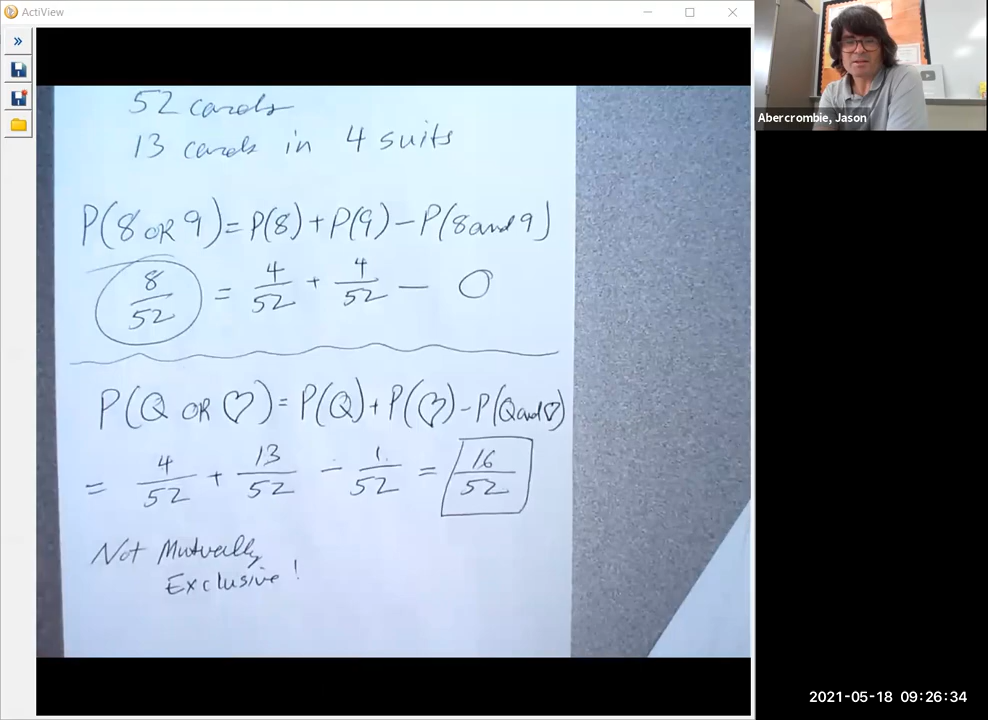 ActiView
52 cards
13 cards in 4 suits
P(8 OR 9) = P(8) + P(9) - P(8 and 9)
8/52 = 4/52 + 4/52 - 0
P(Q OR ♡) = P(Q) + P(♡) - P(Q and ♡)
= 4/52 + 13/52 - 1/52 = 16/52
Not Mutually
Exclusive!
Abercrombie, Jason
2021-05-18 09:26:34